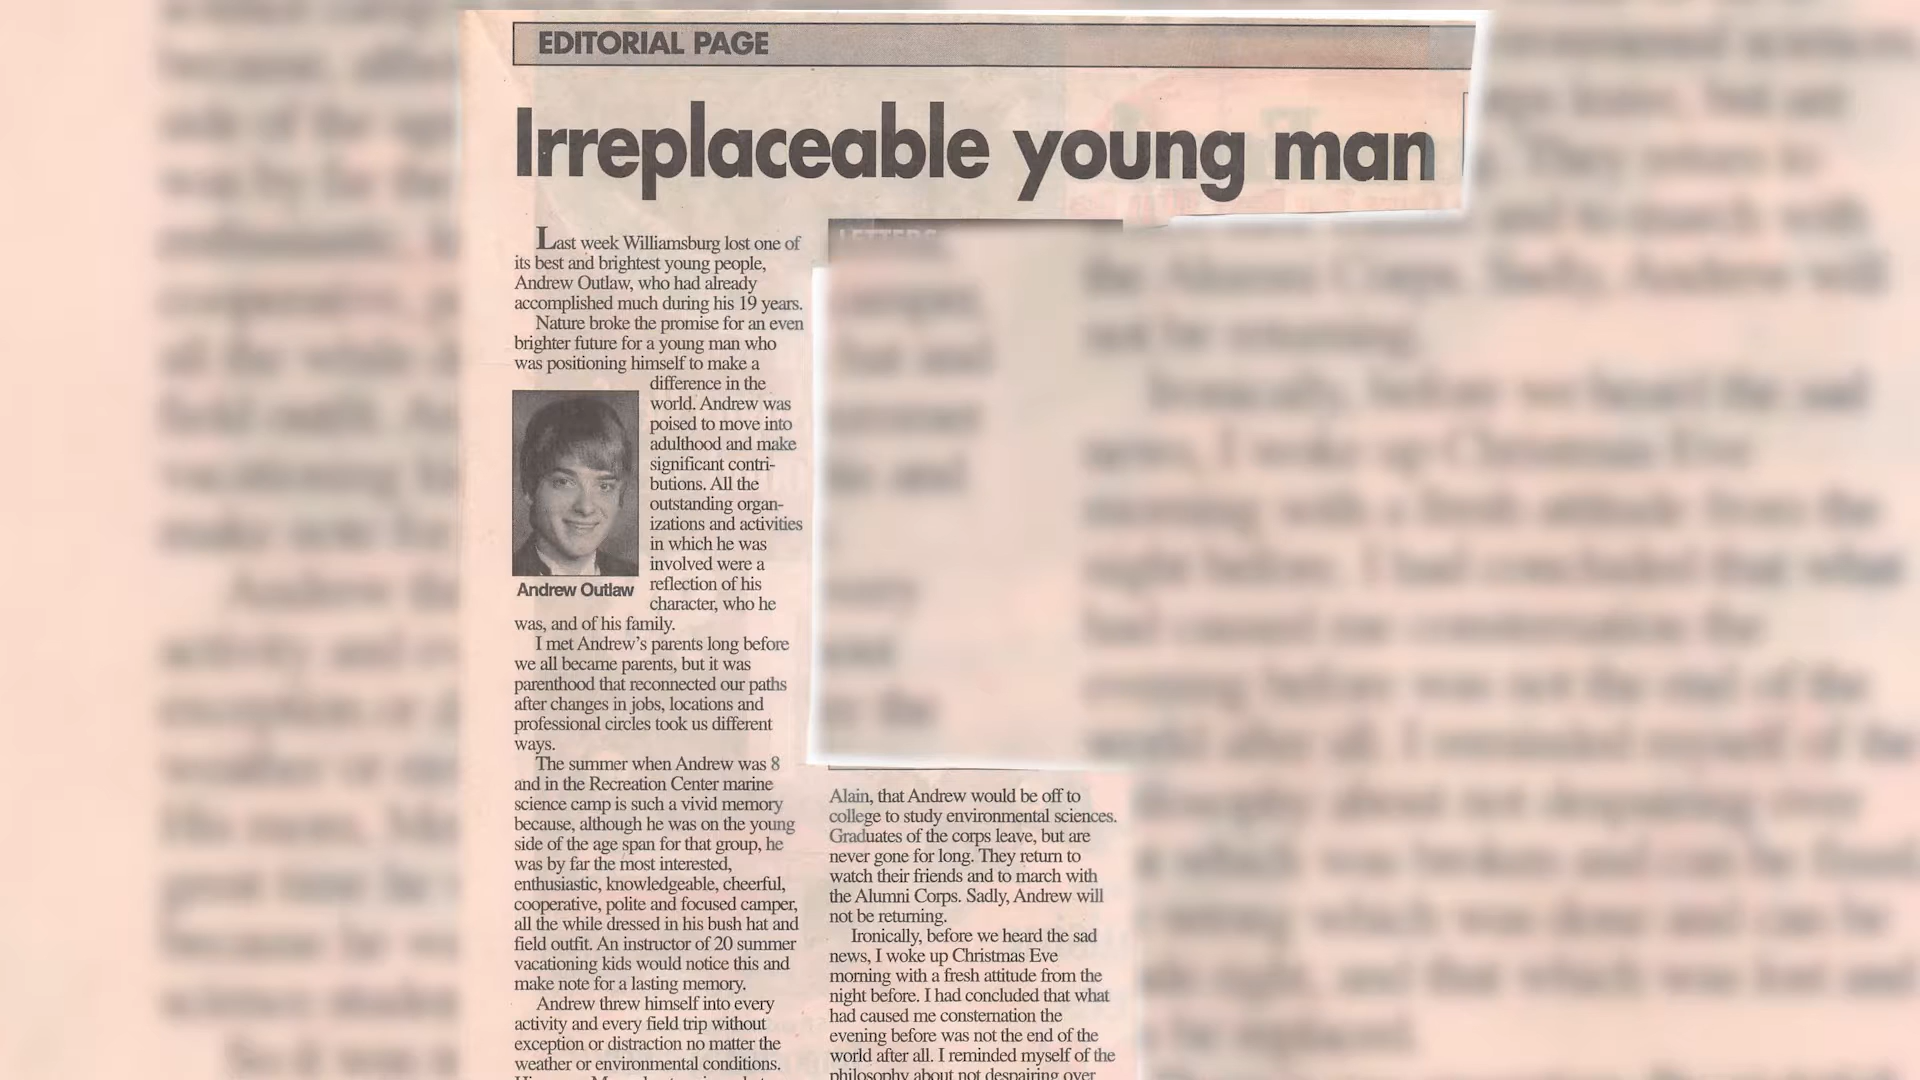 EDITORIAL PAGE
Irreplaceable young man
Last week Williamsburg lost one of
its best and brightest young people,
Andrew Outlaw, who had already
accomplished much during his 19 years.
Nature broke the promise for an even
brighter future for a young man who
was positioning himself to make a
difference in the
world. Andrew was
poised to move into
adulthood and make
significant contri-
butions. All the
outstanding organ-
izations and activities
in which he was
involved were a
reflection of his
character, who he
Andrew Outlaw
was, and of his family.
I met Andrew's parents long before
we all became parents, but it was
parenthood that reconnected our paths
after changes in jobs, locations and
professional circles took us different
ways.
The summer when Andrew was 8
and in the Recreation Center marine
science camp is such a vivid memory
because, although he was on the young
side of the age span for that group, he
was by far the most interested,
enthusiastic, knowledgeable, cheerful,
cooperative, polite and focused camper,
all the while dressed in his bush hat and
field outfit. An instructor of 20 summer
vacationing kids would notice this and
make note for a lasting memory.
Andrew threw himself into every
activity and every field trip without
exception or distraction no matter the
weather or environmental conditions.
Alain, that Andrew would be off to
college to study environmental sciences.
Graduates of the corps leave, but are
never gone for long. They return to
watch their friends and to march with
the Alumni Corps. Sadly, Andrew will
not be returning.
Ironically, before we heard the sad
news, I woke up Christmas Eve
morning with a fresh attitude from the
night before. I had concluded that what
had caused me consternation the
evening before was not the end of the
world after all. I reminded myself of the
philosophy about not despairing over